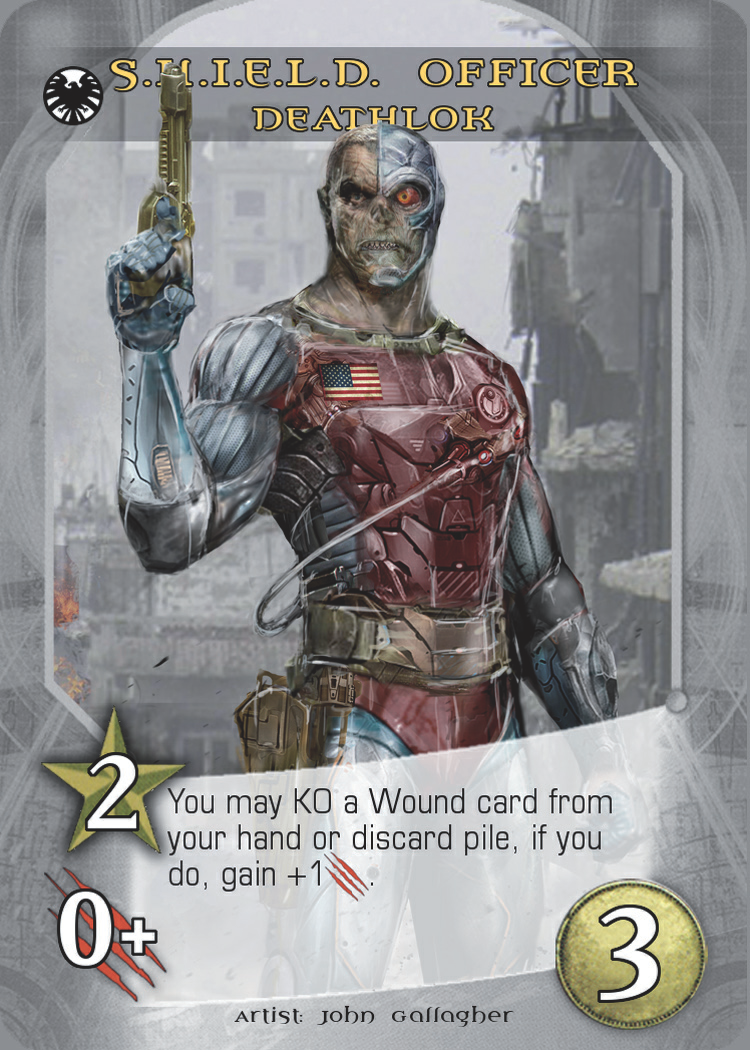 S.H.I.E.L.D. OFFICER
DEATHLOK
2
You may KO a Wound card from
your hand or discard pile, if you
do, gain +1.
0+
3
Artist: John Gallagher